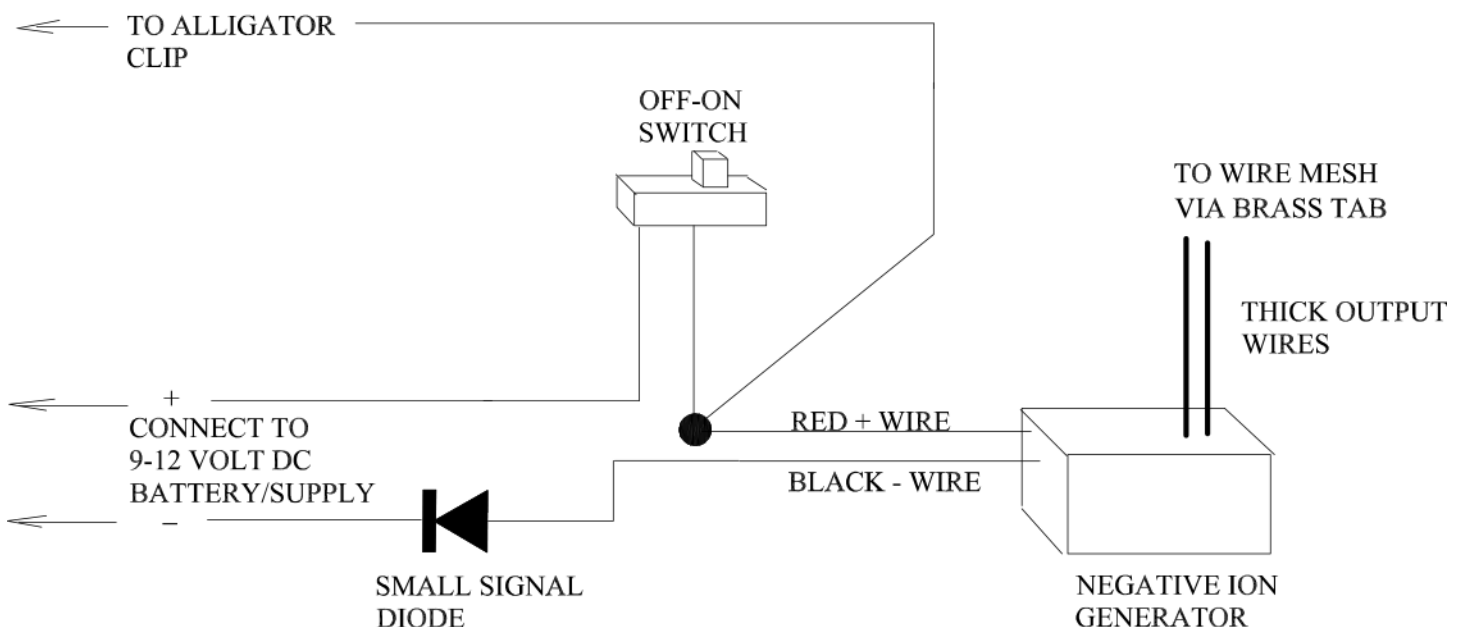 TO ALLIGATOR
CLIP
OFF-ON
SWITCH
TO WIRE MESH
VIA BRASS TAB
THICK OUTPUT
WIRES
+
CONNECT TO
9-12 VOLT DC
BATTERY/SUPPLY
–
RED + WIRE
BLACK - WIRE
SMALL SIGNAL
DIODE
NEGATIVE ION
GENERATOR